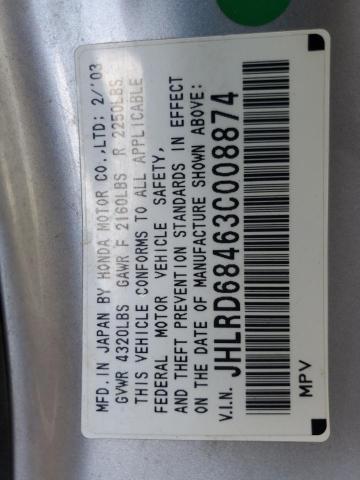 MFD. IN JAPAN BY HONDA MOTOR CO.,LTD: 2/'03
GVWR 4320LBS GAWR F 2160LBS R 2250LBS
THIS VEHICLE CONFORMS TO ALL APPLICABLE
FEDERAL MOTOR VEHICLE SAFETY,
AND THEFT PREVENTION STANDARDS IN EFFECT
ON THE DATE OF MANUFACTURE SHOWN ABOVE:
V.I.N. JHLRD68463C008874
MPV